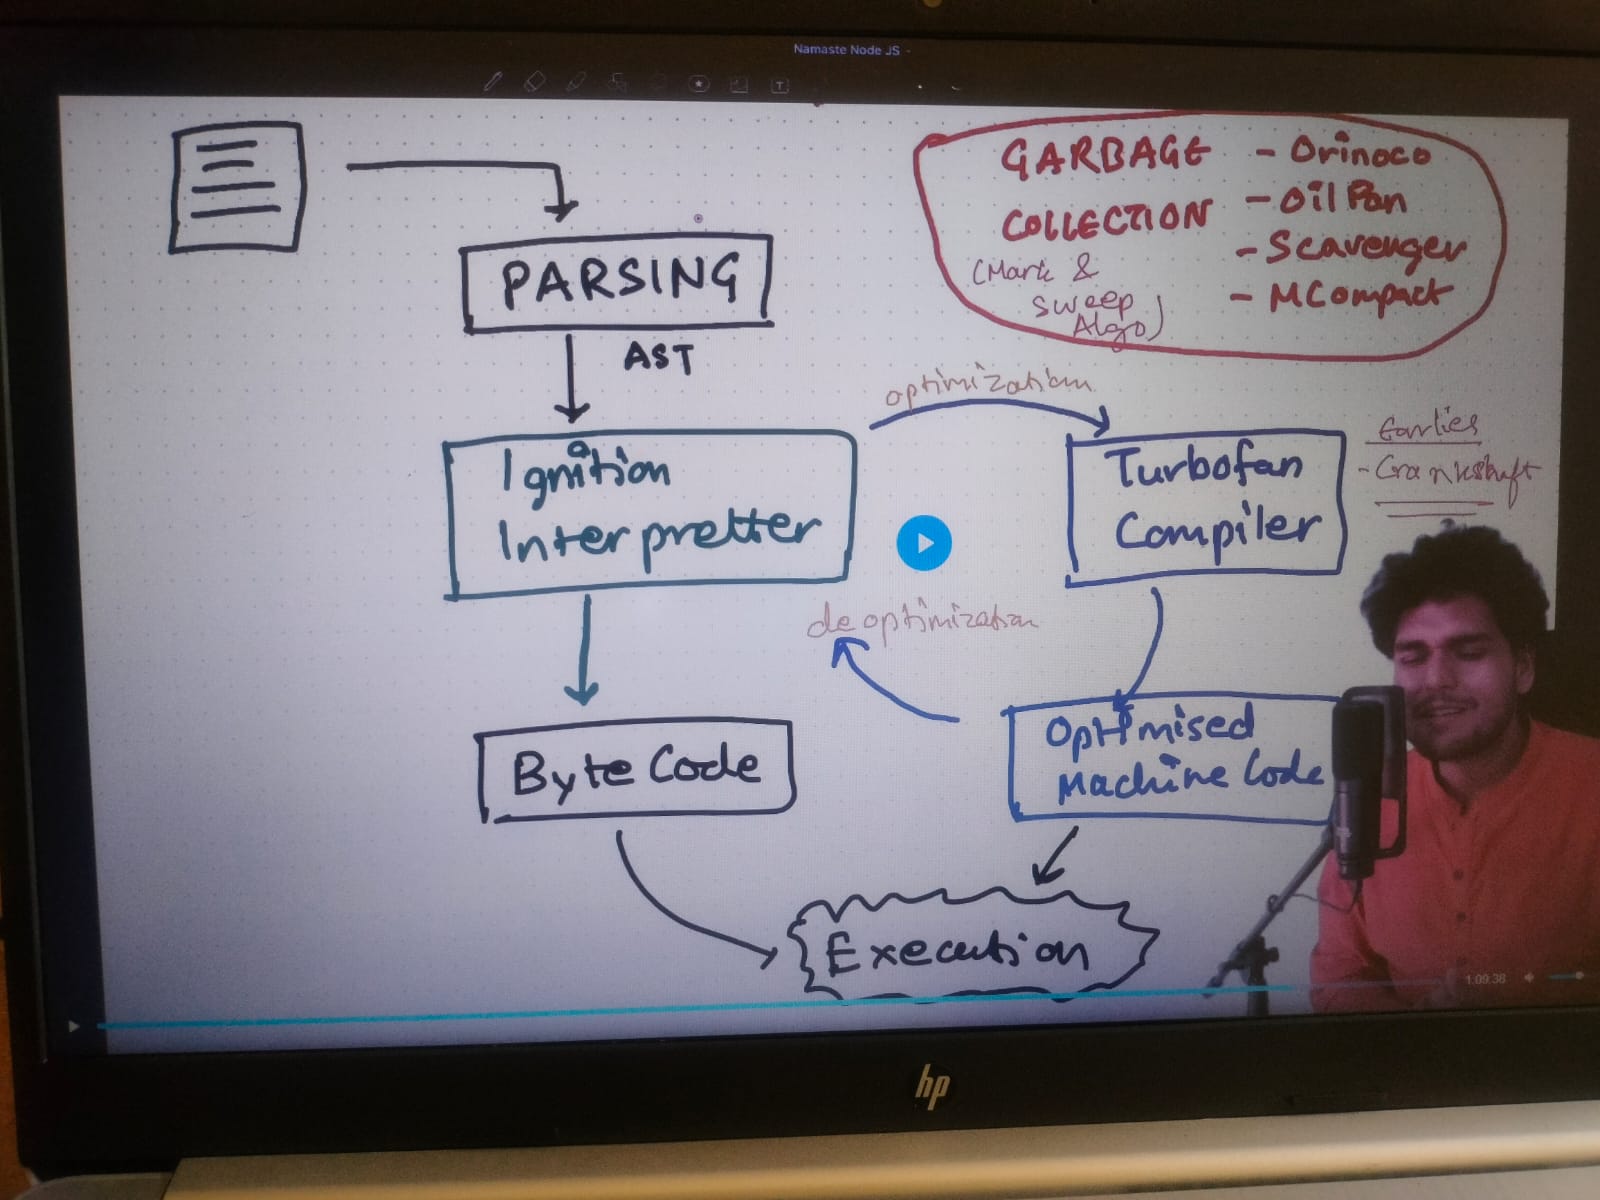 Namaste Node JS
T
GARBAGE
COLLECTION
(Mark &
Sweep
Algo)
- Orinoco
- Oil Pan
- Scavenger
- MCompact
PARSING
AST
optimization
Ignition
Interpretter
Turbofan
Compiler
Earlies
- Crankshaft
deoptimization
Byte Code
Optimised
Machine Code
Execution
1:09:38
hp